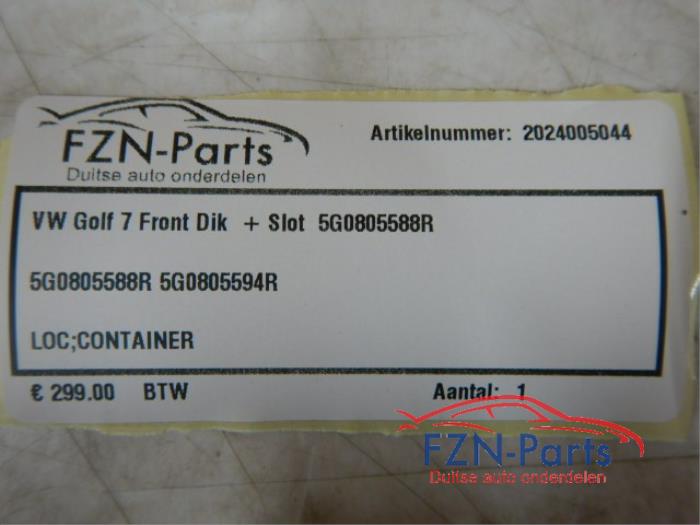 FZN-Parts
Duitse auto onderdelen
Artikelnummer: 2024005044
VW Golf 7 Front Dik + Slot 5G0805588R
5G0805588R 5G0805594R
LOC;CONTAINER
€ 299.00 BTW Aantal: 1
FZN-Parts
Duitse auto onderdelen